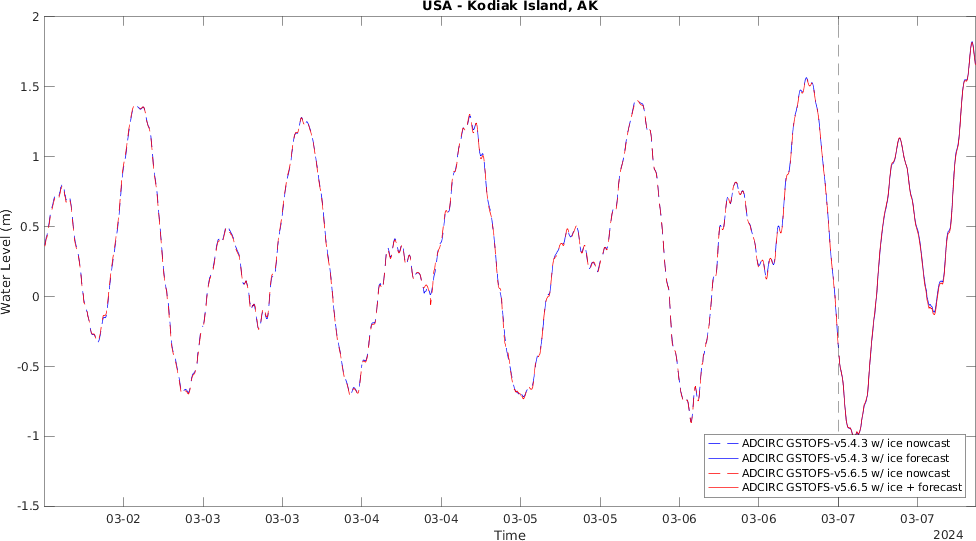 USA - Kodiak Island, AK
2
1.5
1
0.5
0
-0.5
-1
-1.5
Water Level (m)
ADCIRC GSTOFS-v5.4.3 w/ ice nowcast
ADCIRC GSTOFS-v5.4.3 w/ ice forecast
ADCIRC GSTOFS-v5.6.5 w/ ice nowcast
ADCIRC GSTOFS-v5.6.5 w/ ice + forecast
03-02 03-03 03-03 03-04 03-04 03-05 03-05 03-06 03-06 03-07 03-07
Time
2024